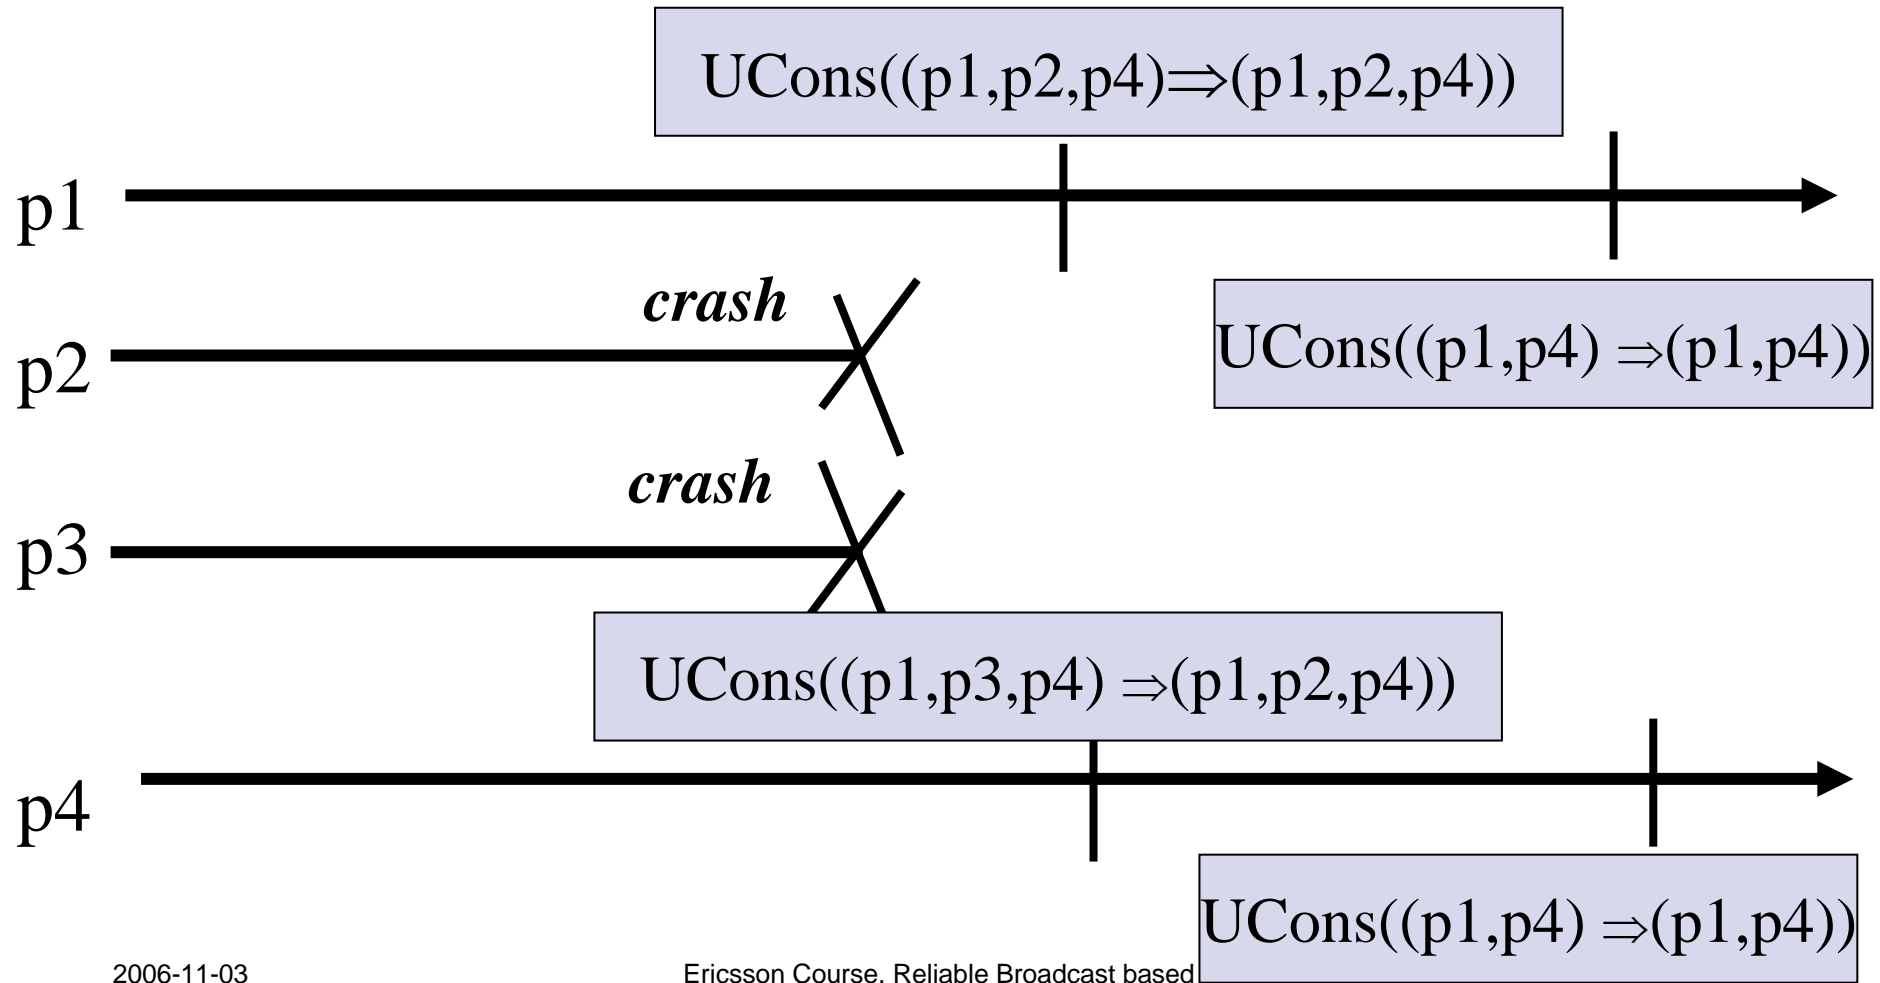 UCons((p1,p2,p4)⇒(p1,p2,p4))
p1
crash
UCons((p1,p4) ⇒(p1,p4))
p2
crash
p3
UCons((p1,p3,p4) ⇒(p1,p2,p4))
p4
UCons((p1,p4) ⇒(p1,p4))
2006-11-03
Ericsson Course. Reliable Broadcast based